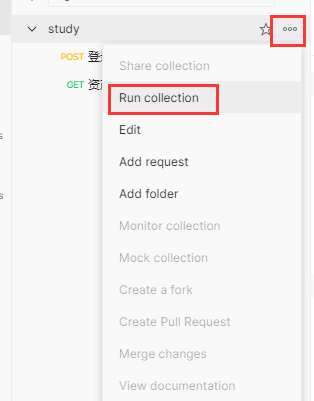 study
POST 登
GET 资
Share collection
Run collection
Edit
Add request
Add folder
Monitor collection
Mock collection
Create a fork
Create Pull Request
Merge changes
View documentation